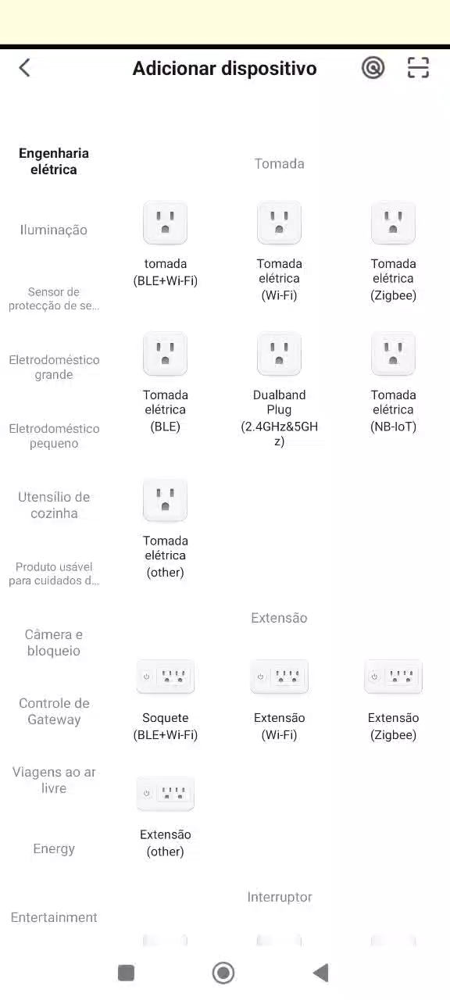 Adicionar dispositivo
Engenharia
elétrica
Iluminação
Sensor de
protecção de se...
Eletrodoméstico
grande
Eletrodoméstico
pequeno
Utensílio de
cozinha
Produto usável
para cuidados d...
Câmera e
bloqueio
Controle de
Gateway
Viagens ao ar
livre
Energy
Entertainment
Tomada
tomada
(BLE+Wi-Fi)
Tomada
elétrica
(Wi-Fi)
Tomada
elétrica
(Zigbee)
Tomada
elétrica
(BLE)
Dualband
Plug
(2.4GHz&5GH
z)
Tomada
elétrica
(NB-IoT)
Tomada
elétrica
(other)
Extensão
Soquete
(BLE+Wi-Fi)
Extensão
(Wi-Fi)
Extensão
(Zigbee)
Extensão
(other)
Interruptor